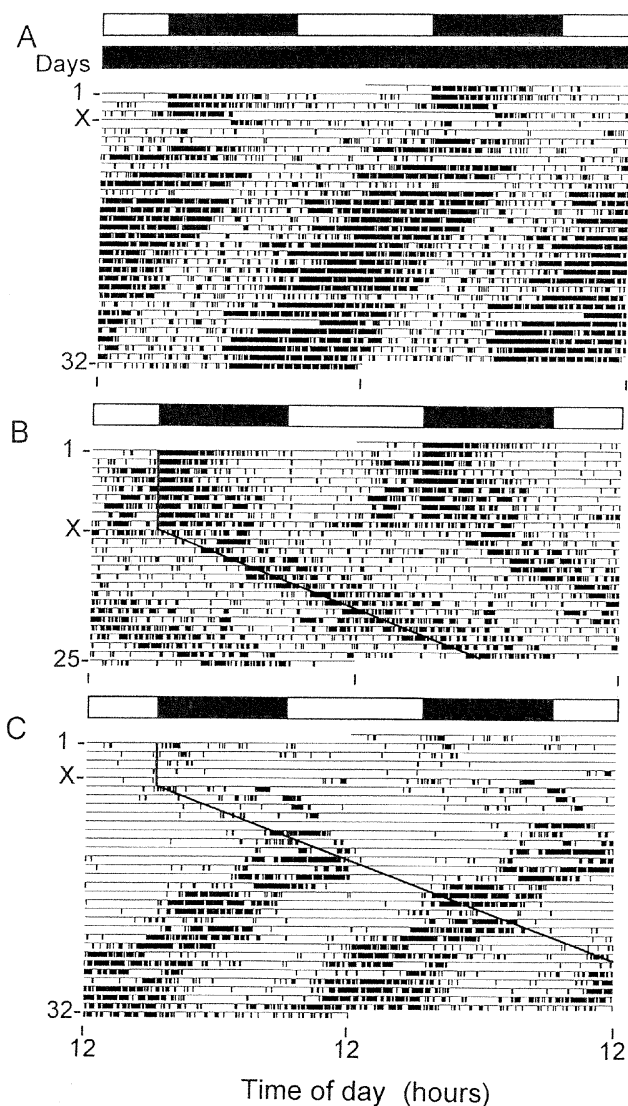 A
Days
1 -
X-
32-
B
1 -
X-
25-
C
1 -
X-
32-
12 12 12
Time of day (hours)